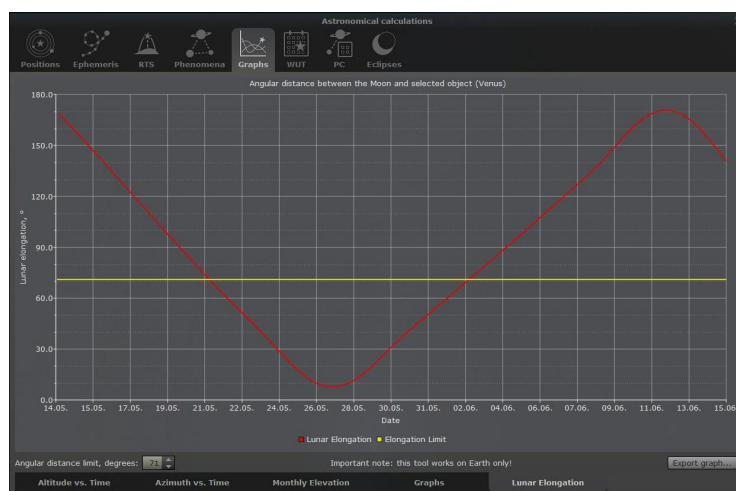 Astronomical calculations
Positions Ephemeris RTS Phenomena Graphs WUT PC Eclipses
Angular distance between the Moon and selected object (Venus)
180.0
150.0
120.0
90.0
60.0
30.0
0.0
Lunar elongation, °
14.05. 15.05. 17.05. 19.05. 21.05. 22.05. 24.05. 26.05. 28.05. 30.05. 31.05. 02.06. 04.06. 06.06. 07.06. 09.06. 11.06. 13.06. 15.06
Date
Lunar Elongation Elongation Limit
Angular distance limit, degrees: 71 Important note: this tool works on Earth only! Export graph...
Altitude vs. Time Azimuth vs. Time Monthly Elevation Graphs Lunar Elongation